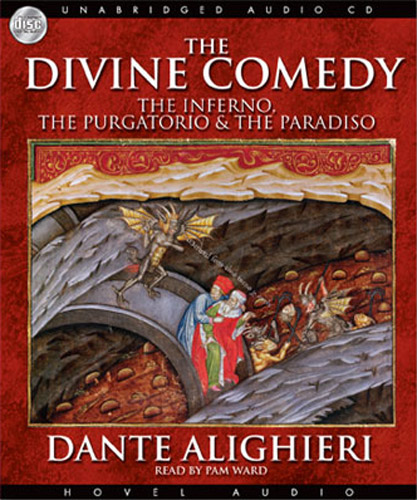 COMPACT
disc
UNABRIDGED AUDIO CD
THE
DIVINE COMEDY
THE INFERNO,
THE PURGATORIO & THE PARADISO
DANTE ALIGHIERI
READ BY PAM WARD
HOVEL AUDIO